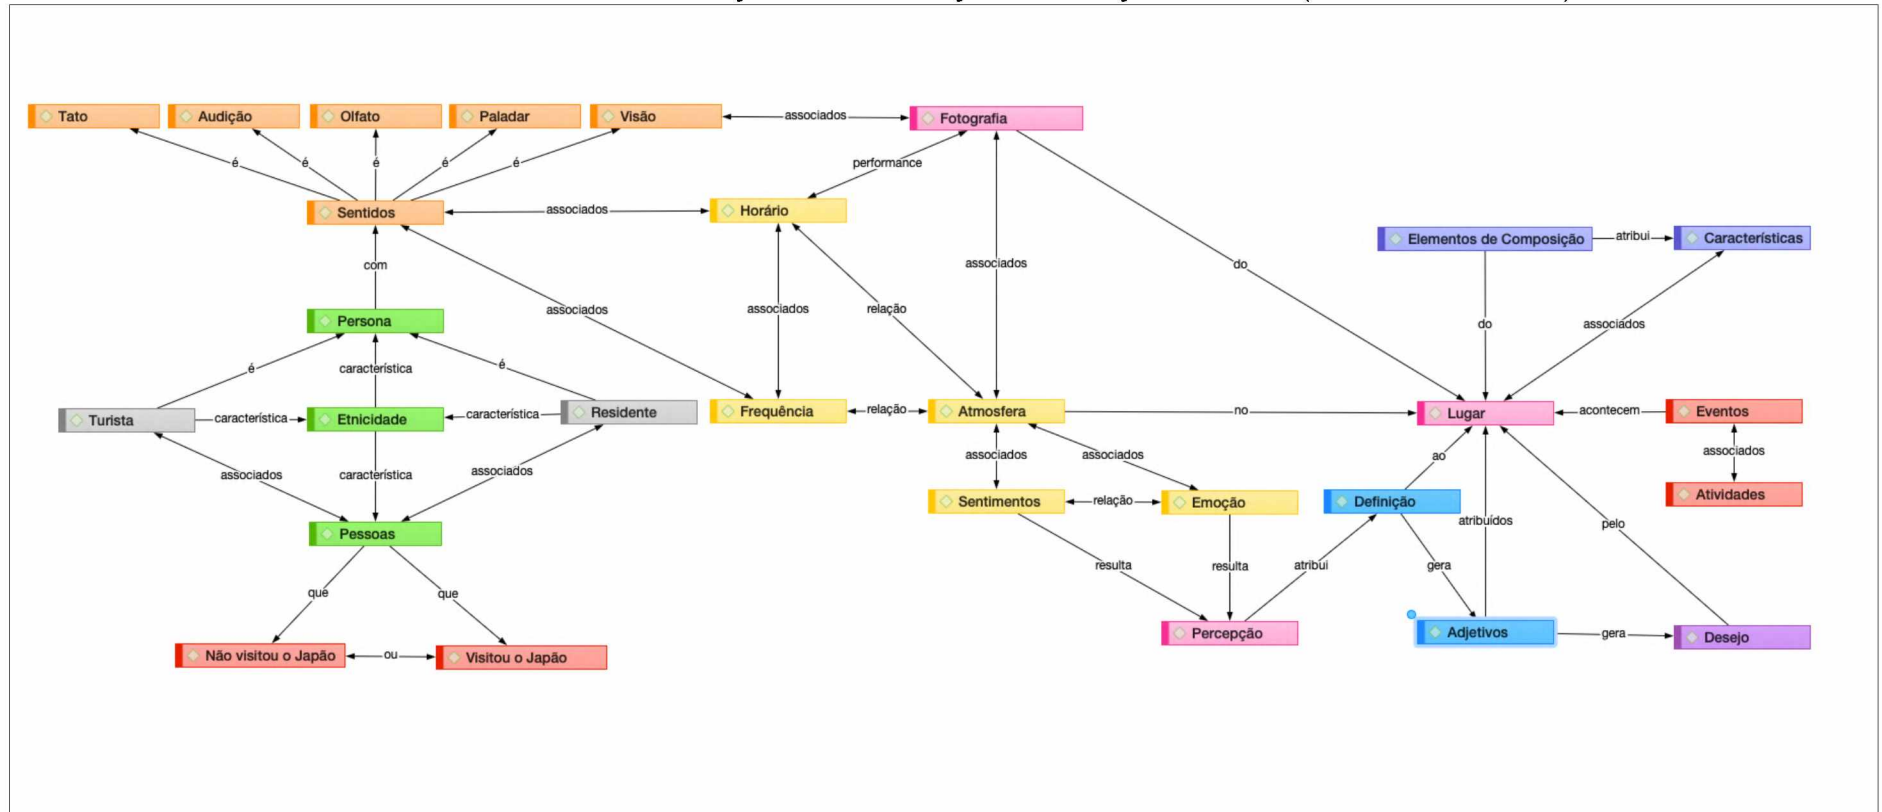 Tato
Audição
Olfato
Paladar
Visão
associados
Fotografia
é
é
é
é
é
performance
Sentidos
associados
Horário
com
associados
associados
relação
associados
do
Elementos de Composição
atribui
Características
do
associados
Persona
é
característica
é
Turista
característica
Etnicidade
característica
Residente
Frequência
relação
Atmosfera
no
Lugar
acontecem
Eventos
associados
característica
associados
associados
associados
ao
associados
Sentimentos
relação
Emoção
Definição
Atividades
Pessoas
atribuídos
pelo
resulta
resulta
atribui
gera
que
que
Percepção
Adjetivos
gera
Desejo
Não visitou o Japão
ou
Visitou o Japão